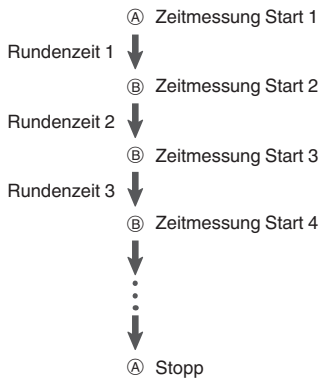 Ⓐ Zeitmessung Start 1
Rundenzeit 1
Ⓑ Zeitmessung Start 2
Rundenzeit 2
Ⓑ Zeitmessung Start 3
Rundenzeit 3
Ⓑ Zeitmessung Start 4
Ⓐ Stopp